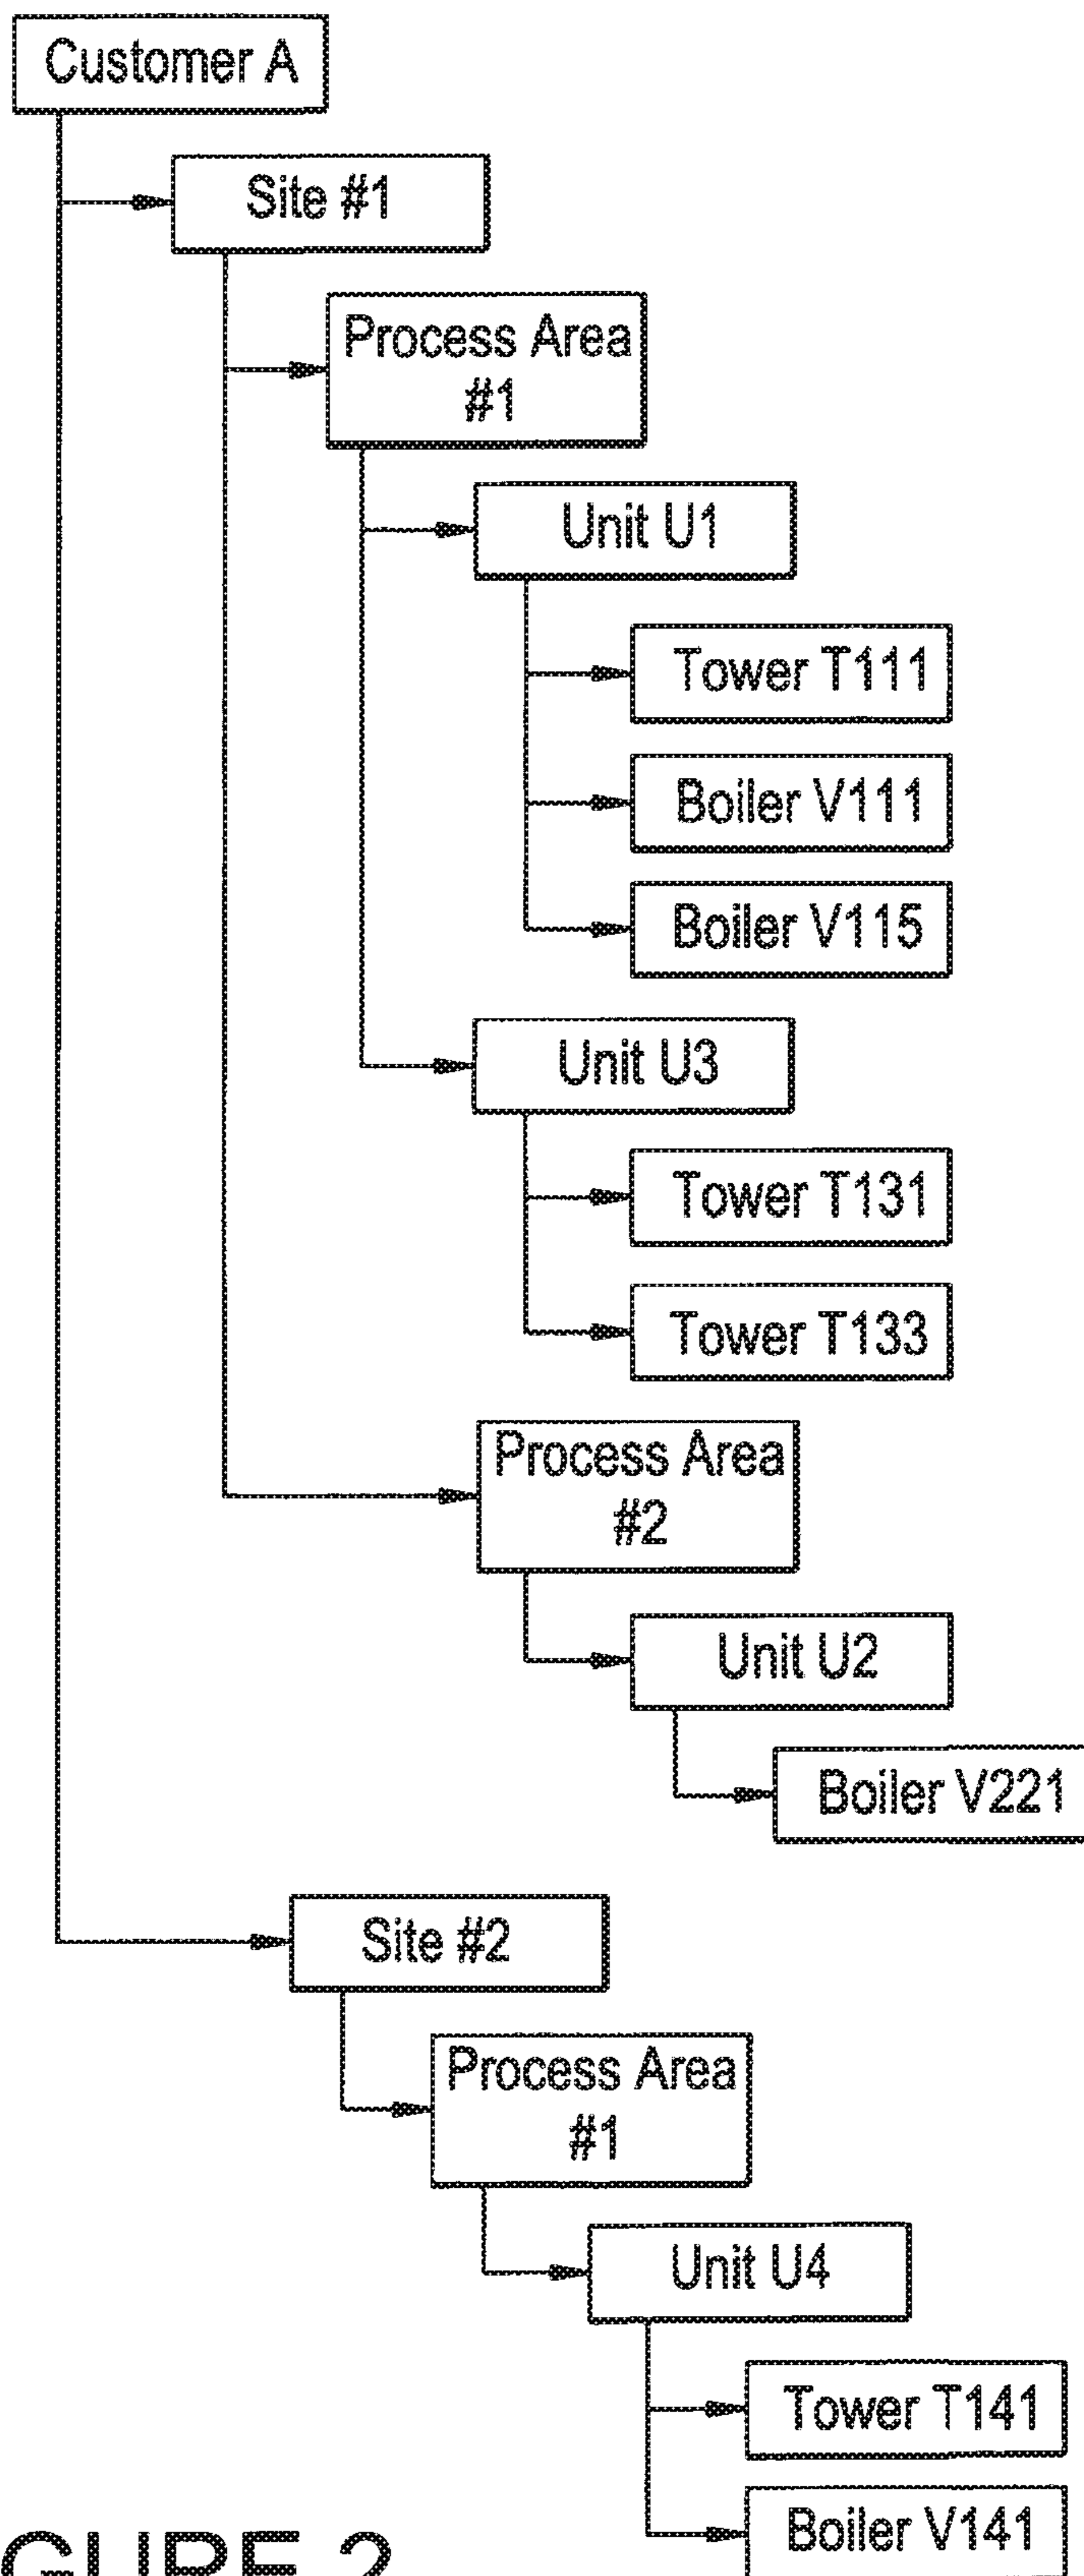 Customer A
Site #1
Process Area
#1
Unit U1
Tower T111
Boiler V111
Boiler V115
Unit U3
Tower T131
Tower T133
Process Area
#2
Unit U2
Boiler V221
Site #2
Process Area
#1
Unit U4
Tower T141
Boiler V141
GURE 2